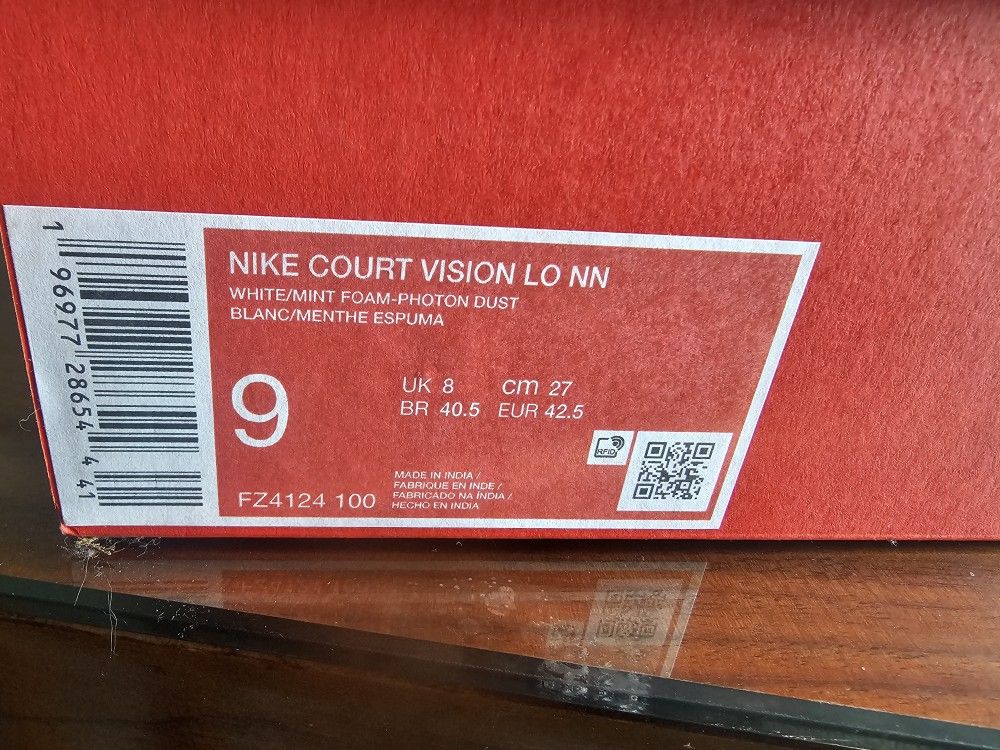 NIKE COURT VISION LO NN
WHITE/MINT FOAM-PHOTON DUST
BLANC/MENTHE ESPUMA
9
UK 8 cm 27
BR 40.5 EUR 42.5
RFID
FZ4124 100
MADE IN INDIA /
FABRIQUE EN INDE /
FABRICADO NA ÍNDIA /
HECHO EN INDIA
1 96977 28654 4 41